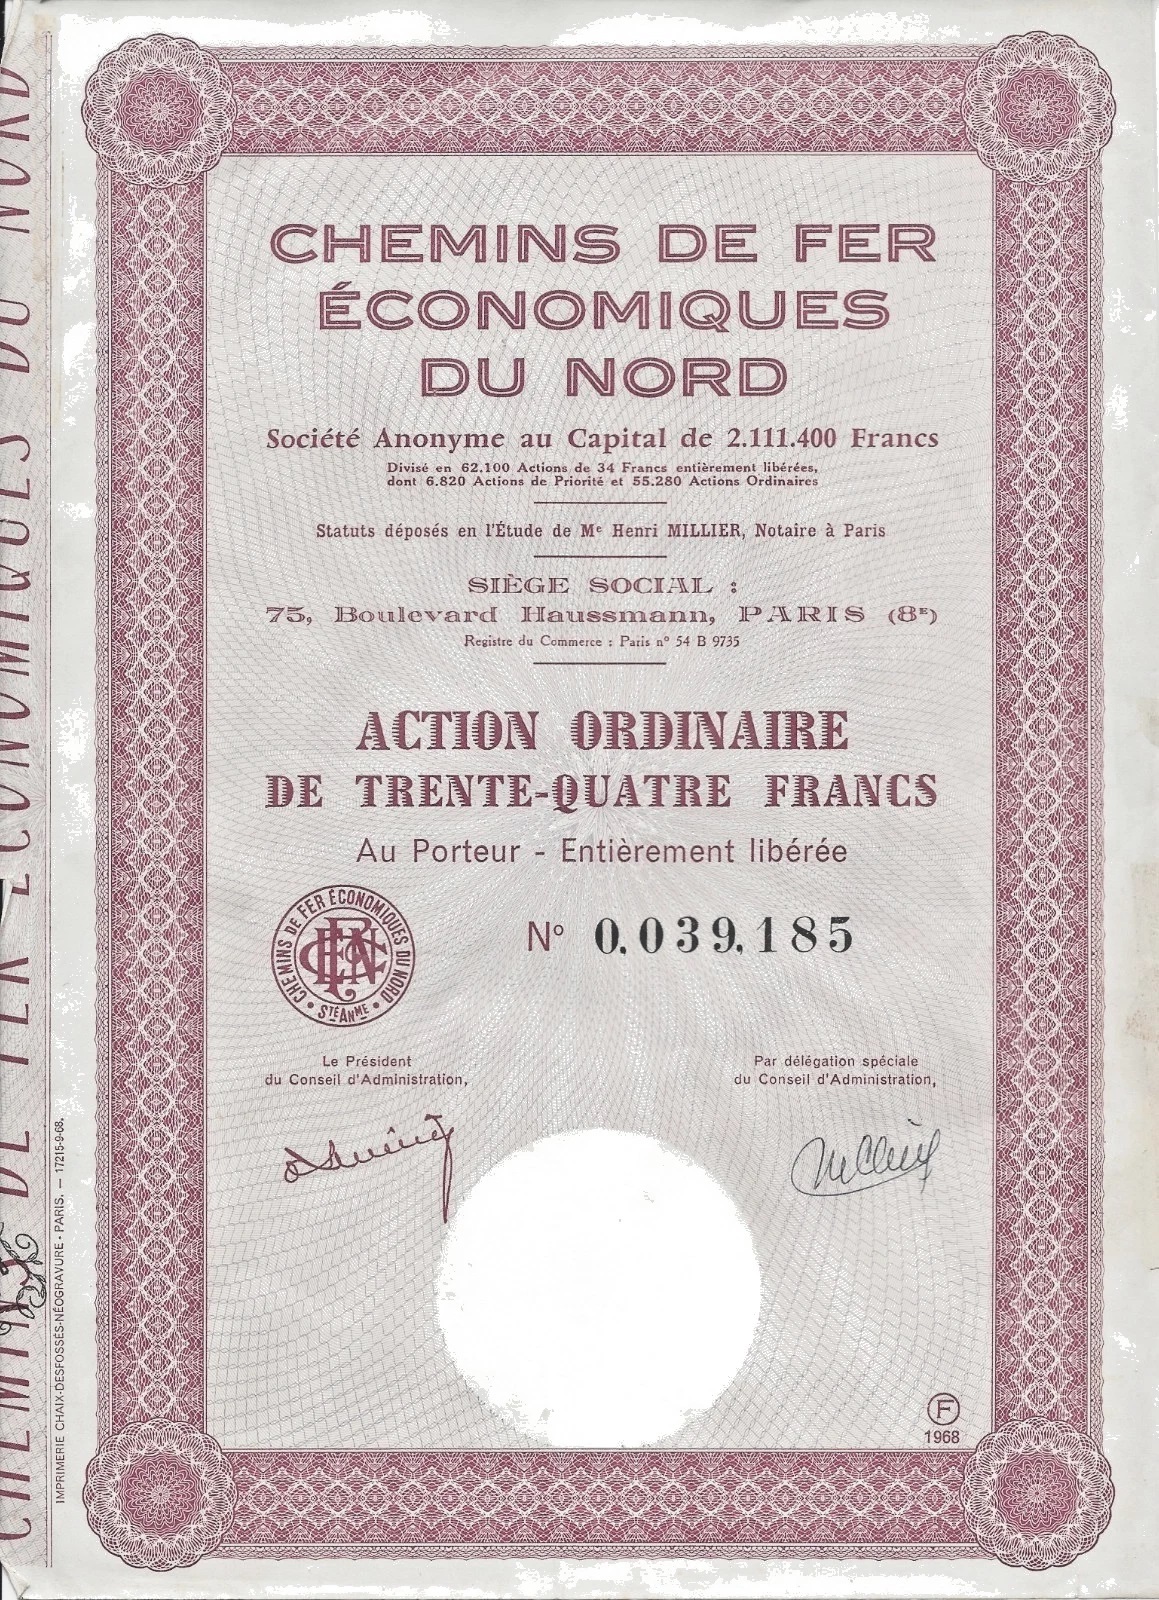 CHEMINS DE FER
ÉCONOMIQUES
DU NORD
Société Anonyme au Capital de 2.111.400 Francs
Divisé en 62.100 Actions de 34 Francs entièrement libérées,
dont 6.820 Actions de Priorité et 55.280 Actions Ordinaires
Statuts déposés en l'Étude de Mᵉ Henri MILLIER, Notaire à Paris
SIÈGE SOCIAL :
75, Boulevard Haussmann, PARIS (8ᴱ)
Registre du Commerce : Paris nº 54 B 9735
ACTION ORDINAIRE
DE TRENTE-QUATRE FRANCS
Au Porteur - Entièrement libérée
CHEMINS DE FER ÉCONOMIQUES DU NORD
STÉ ANME
Nº 0,039,185
Le Président
du Conseil d'Administration,
Par délégation spéciale
du Conseil d'Administration,
F
1968
IMPRIMERIE CHAIX-DESFOSSÉS-NÉOGRAVURE - PARIS. — 17215-9-68.
CHEMINS DE FER ÉCONOMIQUES DU NORD